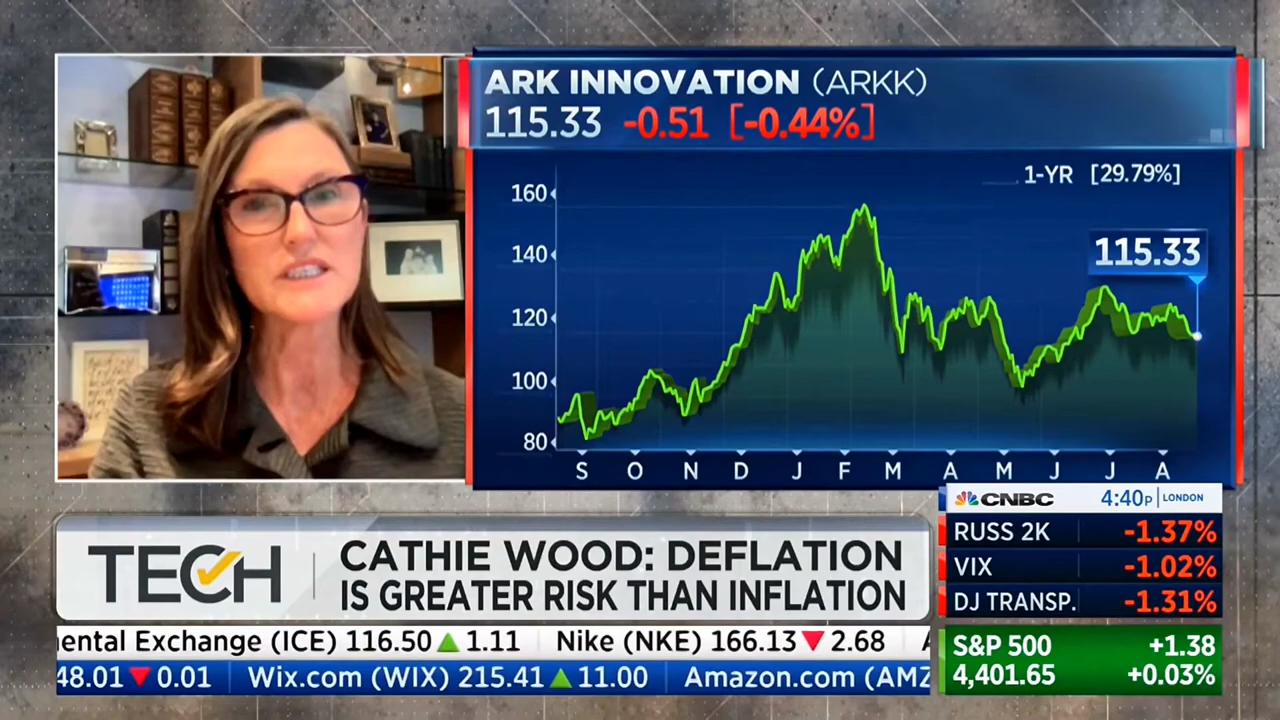 ARK INNOVATION (ARKK)
115.33 -0.51 [-0.44%]
1-YR [29.79%]
160
140
120
100
80
115.33
S O N D J F M A M J J A
CNBC 4:40P LONDON
RUSS 2K -1.37%
VIX -1.02%
DJ TRANSP. -1.31%
S&P 500 +1.38
4,401.65 +0.03%
TECH
CATHIE WOOD: DEFLATION
IS GREATER RISK THAN INFLATION
ental Exchange (ICE) 116.50 ▲ 1.11 Nike (NKE) 166.13 ▼ 2.68
48.01 ▼ 0.01 Wix.com (WIX) 215.41 ▲ 11.00 Amazon.com (AMZ